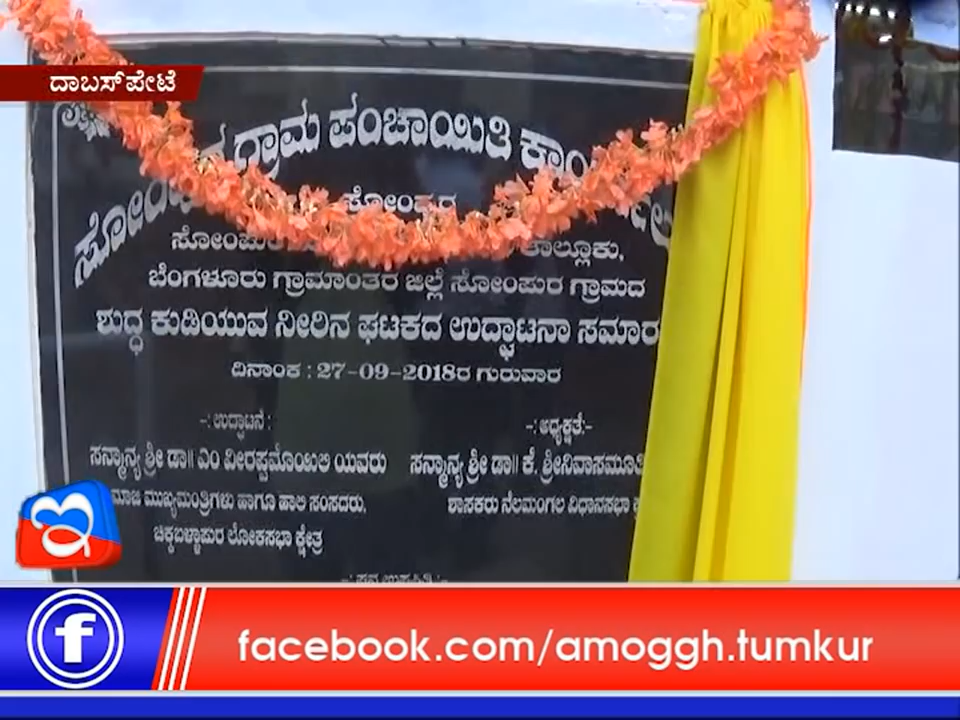 ದಾಬಸ್‌ಪೇಟೆ
ಗ್ರಾಮ ಪಂಚಾಯಿತಿ
ಸೋಂಪುರ
ಬೆಂಗಳೂರು ಗ್ರಾಮಾಂತರ ಜಿಲ್ಲೆ ಸೋಂಪುರ ಗ್ರಾಮದ
ಶುದ್ಧ ಕುಡಿಯುವ ನೀರಿನ ಘಟಕದ ಉದ್ಘಾಟನಾ ಸಮಾರ
ದಿನಾಂಕ : 27-09-2018ರ ಗುರುವಾರ
-: ಉದ್ಘಾಟನೆ :
ಸನ್ಮಾನ್ಯ ಶ್ರೀ ಡಾ|| ಎಂ ವೀರಪ್ಪಮೊಯಿಲಿ ಯವರು
ಮಾಜಿ ಮುಖ್ಯಮಂತ್ರಿಗಳು ಹಾಗೂ ಹಾಲಿ ಸಂಸದರು,
ಚಿಕ್ಕಬಳ್ಳಾಪುರ ಲೋಕಸಭಾ ಕ್ಷೇತ್ರ
-: ಅಧ್ಯಕ್ಷತೆ:-
ಸನ್ಮಾನ್ಯ ಶ್ರೀ ಡಾ|| ಕೆ. ಶ್ರೀನಿವಾಸಮೂರ್ತಿ
ಶಾಸಕರು ನೆಲಮಂಗಲ ವಿಧಾನಸಭಾ
facebook.com/amoggh.tumkur